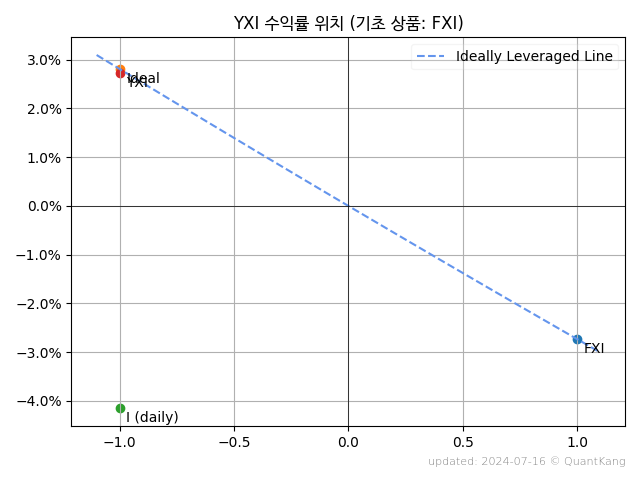 YXI 수익률 위치 (기초 상품: FXI)
Ideally Leveraged Line
3.0%
2.0%
1.0%
0.0%
−1.0%
−2.0%
−3.0%
−4.0%
Ideal
YXI
FXI
I (daily)
−1.0
−0.5
0.0
0.5
1.0
updated: 2024-07-16 © QuantKang